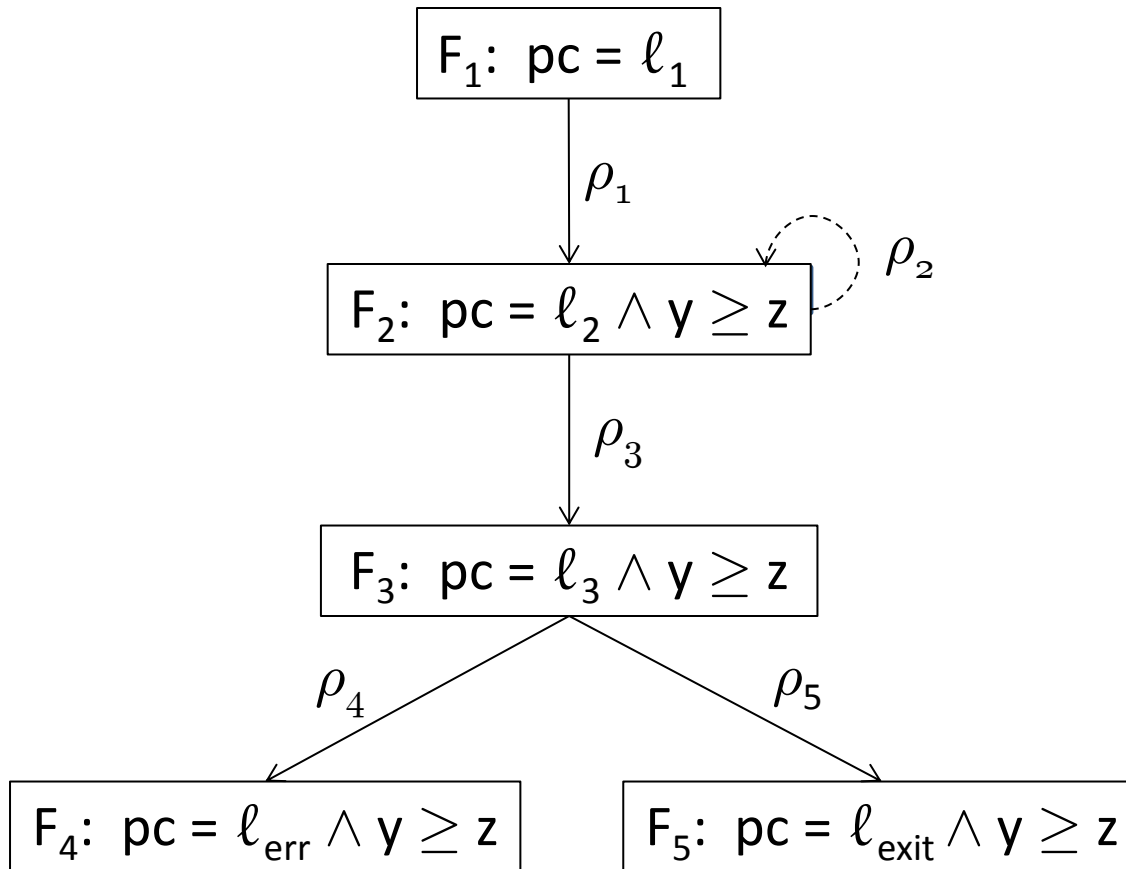 F₁: pc = ℓ₁
ρ₁
ρ₂
F₂: pc = ℓ₂ ∧ y ≥ z
ρ₃
F₃: pc = ℓ₃ ∧ y ≥ z
ρ₄
ρ₅
F₄: pc = ℓ_err ∧ y ≥ z
F₅: pc = ℓ_exit ∧ y ≥ z